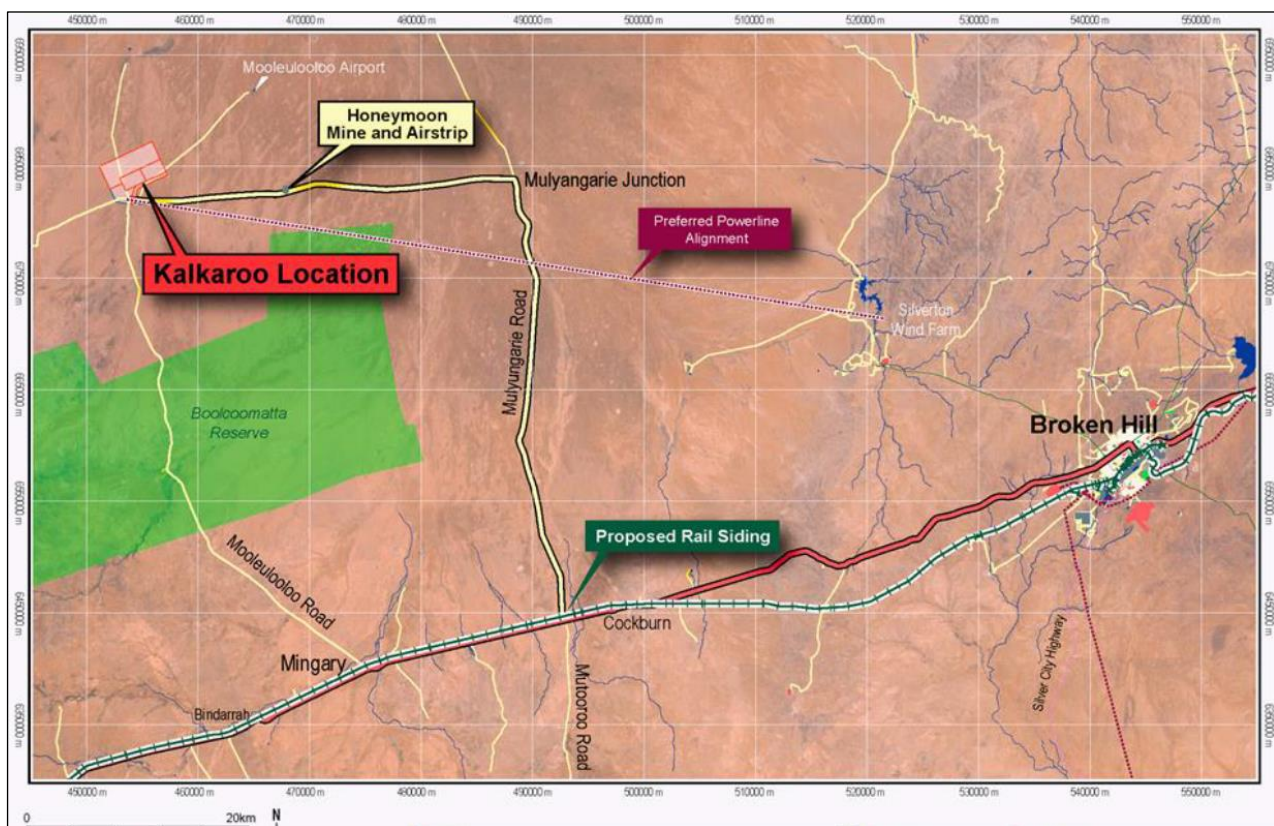 450000 m 460000 m 470000 m 480000 m 490000 m 500000 m 510000 m 520000 m 530000 m 540000 m 550000 m
Mooleulooloo Airport
Honeymoon
Mine and Airstrip
Mulyangarie Junction
Preferred Powerline
Alignment
Kalkaroo Location
Silverton
Wind Farm
Mulyungarie Road
Boolcoomatta
Reserve
Broken Hill
Proposed Rail Siding
Mooleulooloo Road
Cockburn
Mingary
Silver City Highway
Mutooroo Road
Bindarrah
450000 m 460000 m 470000 m 480000 m 490000 m 500000 m 510000 m 520000 m 530000 m 540000 m 550000 m
0 20km N